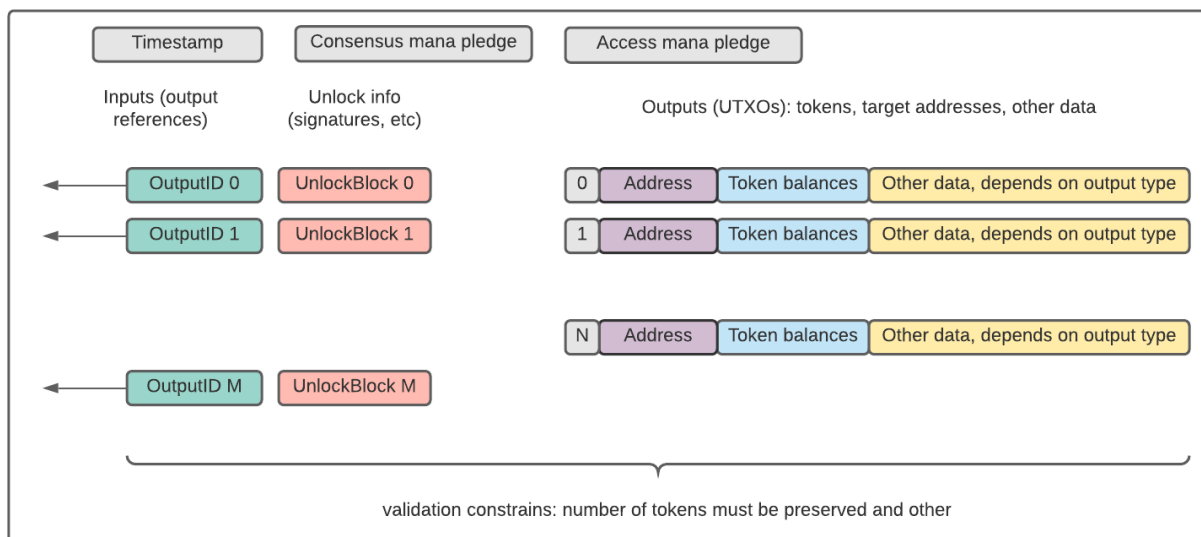 Timestamp
Consensus mana pledge
Access mana pledge
Inputs (output
references)
Unlock info
(signatures, etc)
Outputs (UTXOs): tokens, target addresses, other data
OutputID 0
UnlockBlock 0
0
Address
Token balances
Other data, depends on output type
OutputID 1
UnlockBlock 1
1
Address
Token balances
Other data, depends on output type
N
Address
Token balances
Other data, depends on output type
OutputID M
UnlockBlock M
validation constrains: number of tokens must be preserved and other